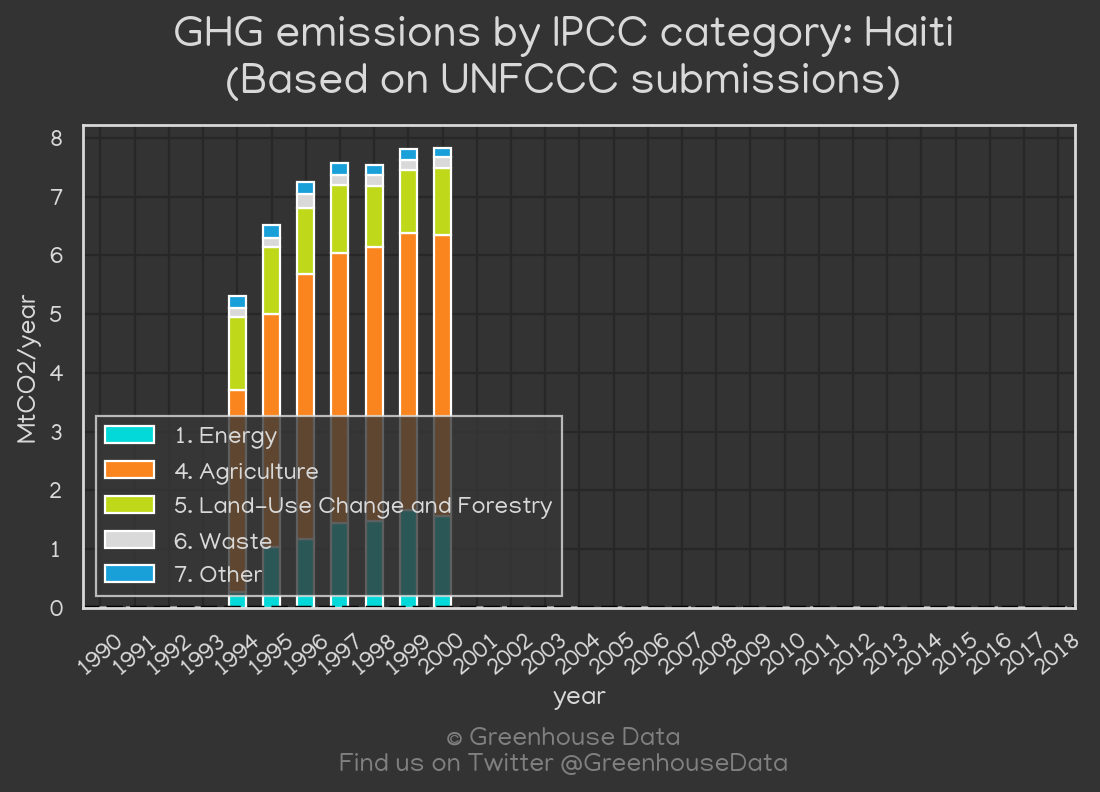 GHG emissions by IPCC category: Haiti
(Based on UNFCCC submissions)
MtCO2/year
8
7
6
5
4
3
2
1
0
1. Energy
4. Agriculture
5. Land-Use Change and Forestry
6. Waste
7. Other
1990 1991 1992 1993 1994 1995 1996 1997 1998 1999 2000 2001 2002 2003 2004 2005 2006 2007 2008 2009 2010 2011 2012 2013 2014 2015 2016 2017 2018
year
© Greenhouse Data
Find us on Twitter @GreenhouseData